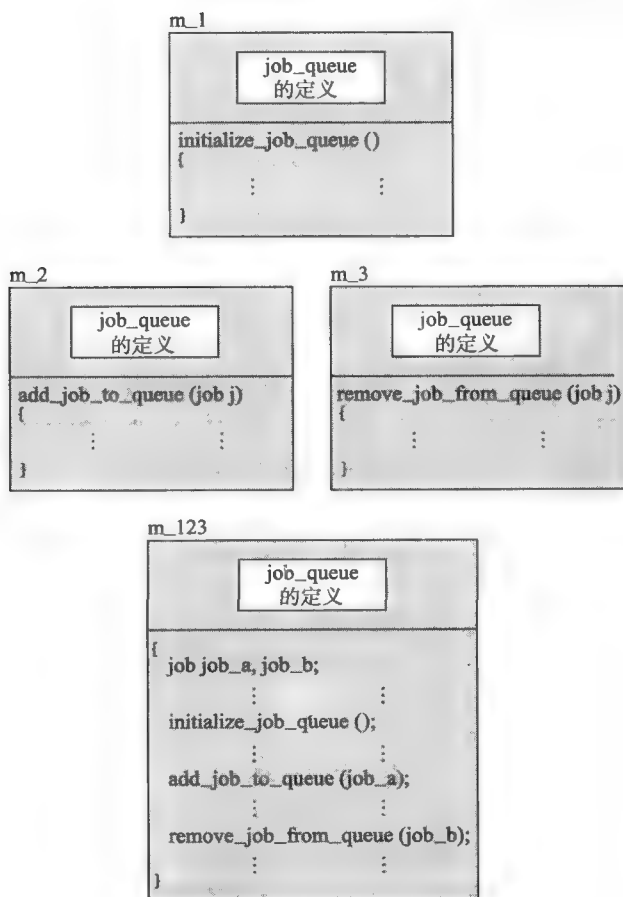 m_1
job_queue
的定义
initialize_job_queue ()
{
⋮ ⋮
}
m_2
job_queue
的定义
add_job_to_queue (job j)
{
⋮ ⋮
}
m_3
job_queue
的定义
remove_job_from_queue (job j)
{
⋮ ⋮
}
m_123
job_queue
的定义
{
job job_a, job_b;
⋮ ⋮
initialize_job_queue ();
⋮ ⋮
add_job_to_queue (job_a);
⋮ ⋮
remove_job_from_queue (job_b);
⋮ ⋮
}